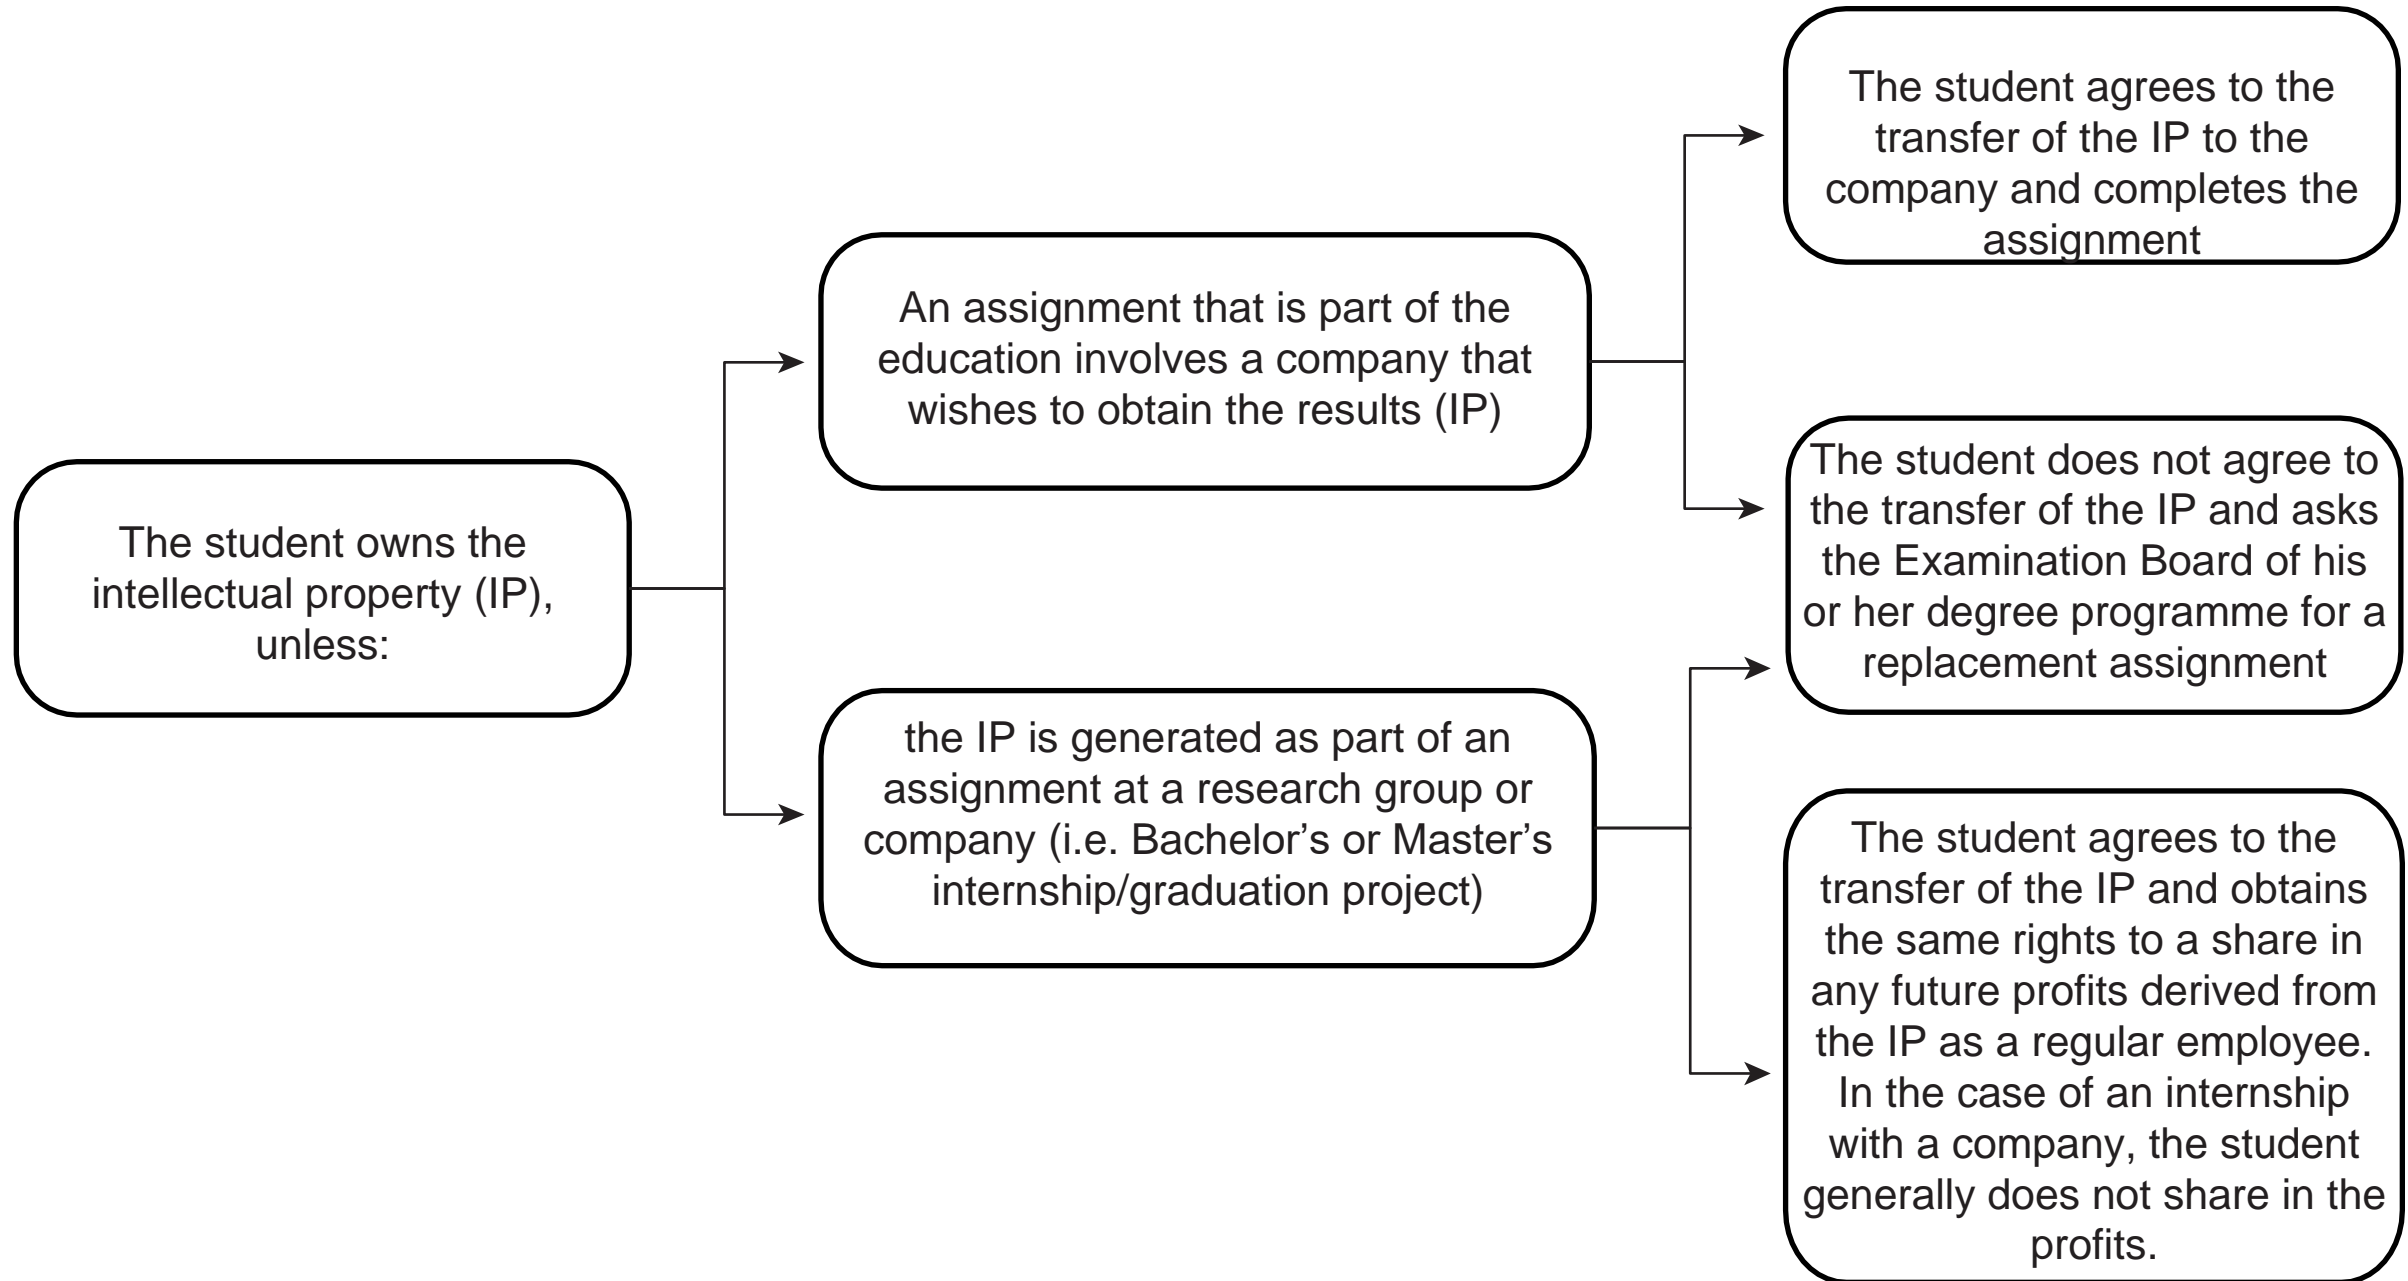 The student owns the
intellectual property (IP),
unless:
An assignment that is part of the
education involves a company that
wishes to obtain the results (IP)
the IP is generated as part of an
assignment at a research group or
company (i.e. Bachelor’s or Master’s
internship/graduation project)
The student agrees to the
transfer of the IP to the
company and completes the
assignment
The student does not agree to
the transfer of the IP and asks
the Examination Board of his
or her degree programme for a
replacement assignment
The student agrees to the
transfer of the IP and obtains
the same rights to a share in
any future profits derived from
the IP as a regular employee.
In the case of an internship
with a company, the student
generally does not share in the
profits.